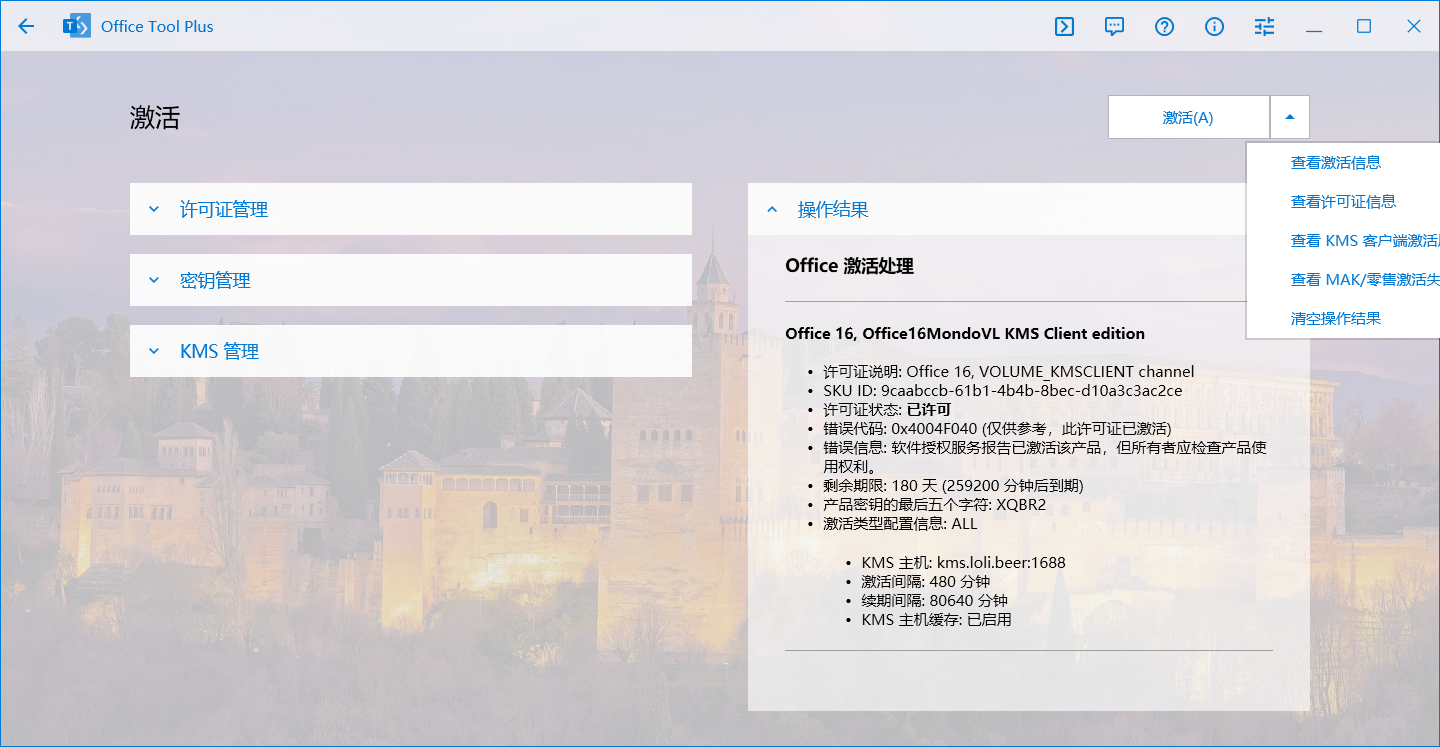 Office Tool Plus
激活
激活(A)
查看激活信息
查看许可证信息
查看 KMS 客户端激活
查看 MAK/零售激活失
清空操作结果
许可证管理
密钥管理
KMS 管理
操作结果
Office 激活处理
Office 16, Office16MondoVL KMS Client edition
• 许可证说明: Office 16, VOLUME_KMSCLIENT channel
• SKU ID: 9caabccb-61b1-4b4b-8bec-d10a3c3ac2ce
• 许可证状态: 已许可
• 错误代码: 0x4004F040 (仅供参考，此许可证已激活)
• 错误信息: 软件授权服务报告已激活该产品，但所有者应检查产品使
用权利。
• 剩余期限: 180 天 (259200 分钟后到期)
• 产品密钥的最后五个字符: XQBR2
• 激活类型配置信息: ALL
• KMS 主机: kms.loli.beer:1688
• 激活间隔: 480 分钟
• 续期间隔: 80640 分钟
• KMS 主机缓存: 已启用